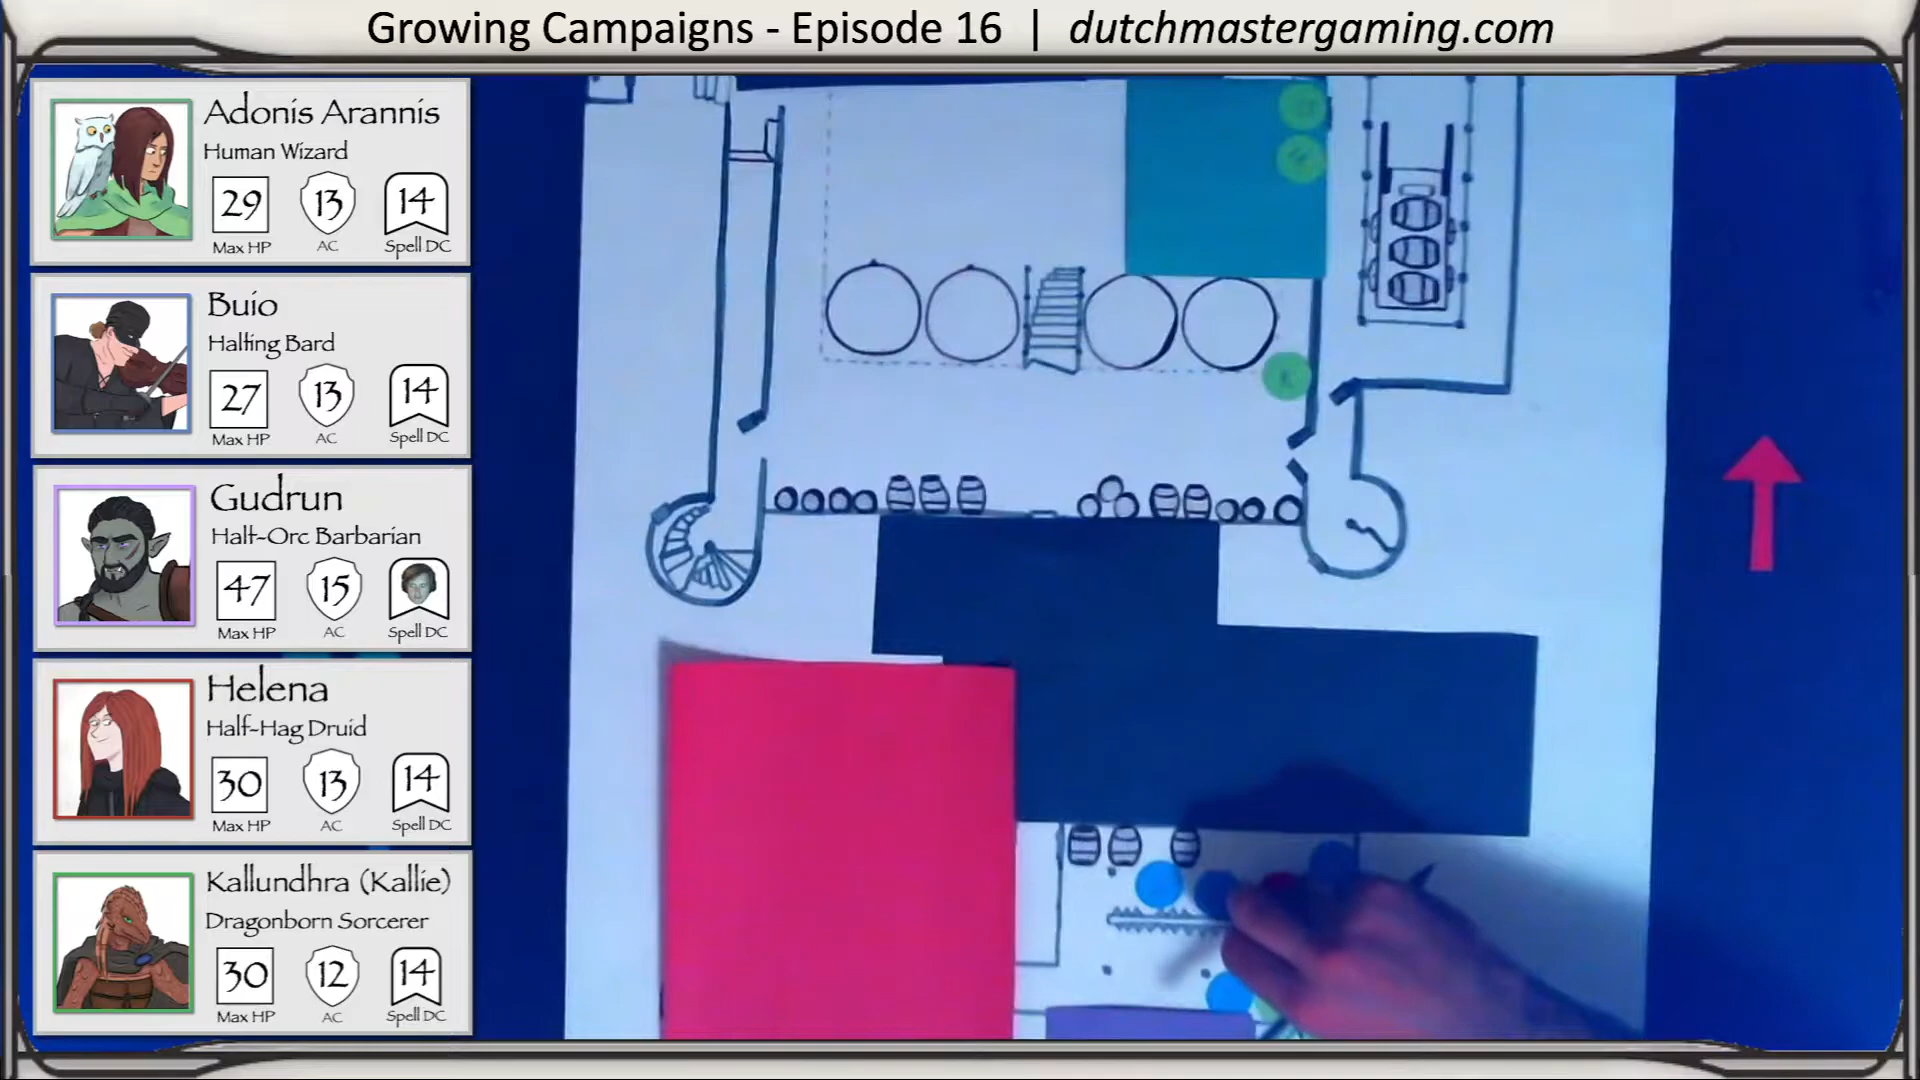 Growing Campaigns - Episode 16 | dutchmastergaming.com
Adonis Arannis
Human Wizard
29 13 14
Max HP AC Spell DC
Buio
Halfling Bard
27 13 14
Max HP AC Spell DC
Gudrun
Half-Orc Barbarian
47 15
Max HP AC Spell DC
Helena
Half-Hag Druid
30 13 14
Max HP AC Spell DC
Kallundhra (Kallie)
Dragonborn Sorcerer
30 12 14
Max HP AC Spell DC